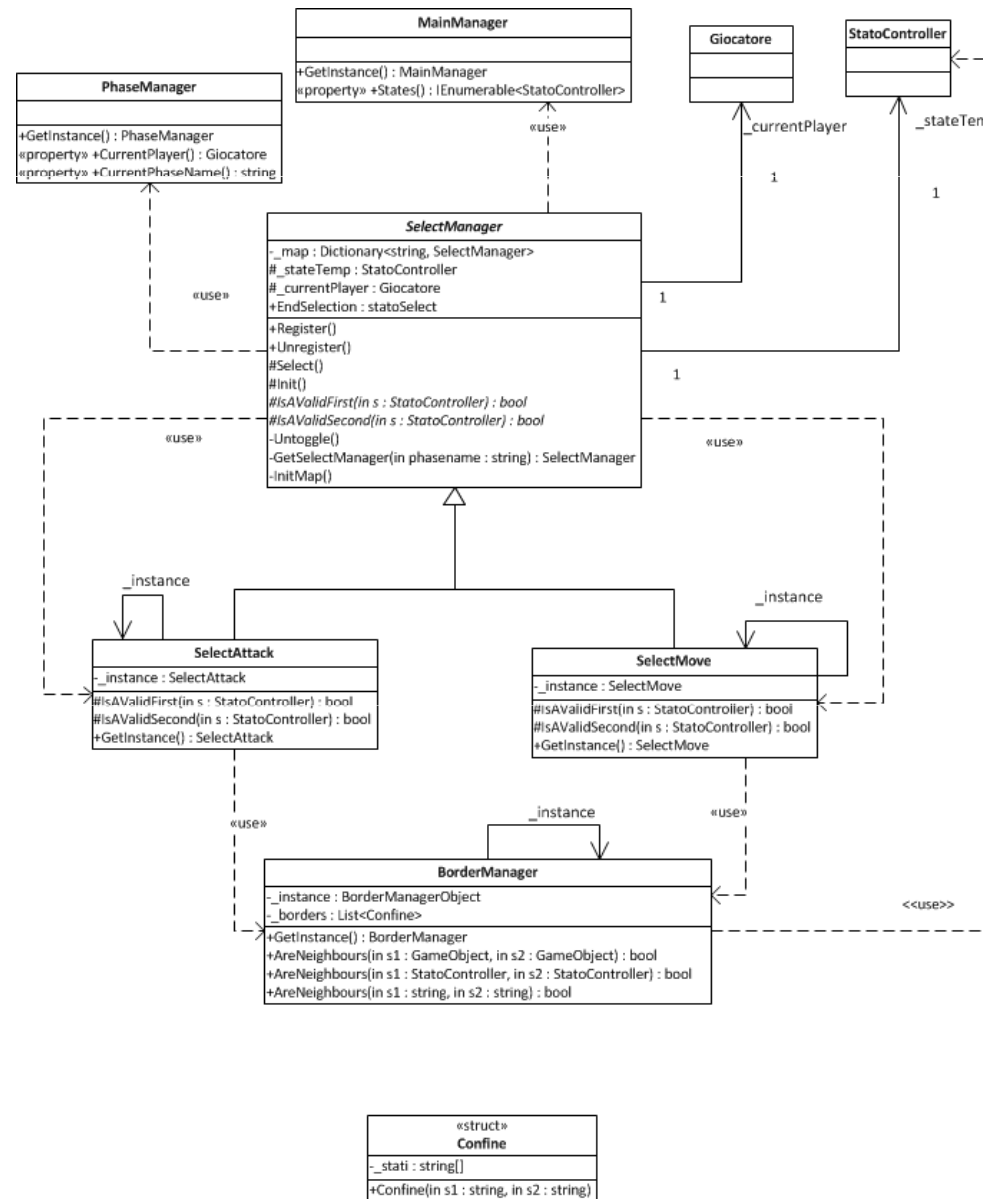 MainManager
+GetInstance() : MainManager
«property» +States() : IEnumerable<StatoController>
Giocatore
StatoController
PhaseManager
+GetInstance() : PhaseManager
«property» +CurrentPlayer() : Giocatore
«property» +CurrentPhaseName() : string
«use»
_currentPlayer
_stateTem
1
1
SelectManager
-_map : Dictionary<string, SelectManager>
#_stateTemp : StatoController
#_currentPlayer : Giocatore
+EndSelection : statoSelect
+Register()
+Unregister()
#Select()
#Init()
#IsAValidFirst(in s : StatoController) : bool
#IsAValidSecond(in s : StatoController) : bool
-Untoggle()
-GetSelectManager(in phasename : string) : SelectManager
-InitMap()
«use»
1
1
«use»
«use»
_instance
_instance
SelectAttack
-_instance : SelectAttack
#IsAValidFirst(in s : StatoController) : bool
#IsAValidSecond(in s : StatoController) : bool
+GetInstance() : SelectAttack
SelectMove
-_instance : SelectMove
#IsAValidFirst(in s : StatoController) : bool
#IsAValidSecond(in s : StatoController) : bool
+GetInstance() : SelectMove
«use»
_instance
«use»
BorderManager
-_instance : BorderManagerObject
-_borders : List<Confine>
+GetInstance() : BorderManager
+AreNeighbours(in s1 : GameObject, in s2 : GameObject) : bool
+AreNeighbours(in s1 : StatoController, in s2 : StatoController) : bool
+AreNeighbours(in s1 : string, in s2 : string) : bool
<<use>>
«struct»
Confine
-_stati : string[]
+Confine(in s1 : string, in s2 : string)